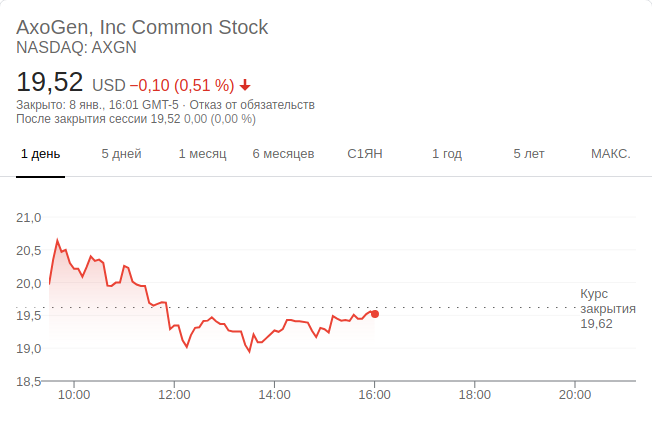 AxoGen, Inc Common Stock
NASDAQ: AXGN
19,52 USD −0,10 (0,51 %)
Закрыто: 8 янв., 16:01 GMT-5 · Отказ от обязательств
После закрытия сессии 19,52 0,00 (0,00 %)
1 день 5 дней 1 месяц 6 месяцев С1ЯН 1 год 5 лет МАКС.
21,0
20,5
20,0
19,5
19,0
18,5
Курс
закрытия
19,62
10:00 12:00 14:00 16:00 18:00 20:00